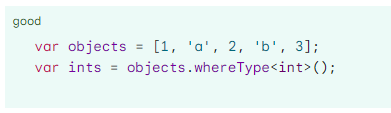 good
var objects = [1, 'a', 2, 'b', 3];
var ints = objects.whereType<int>();